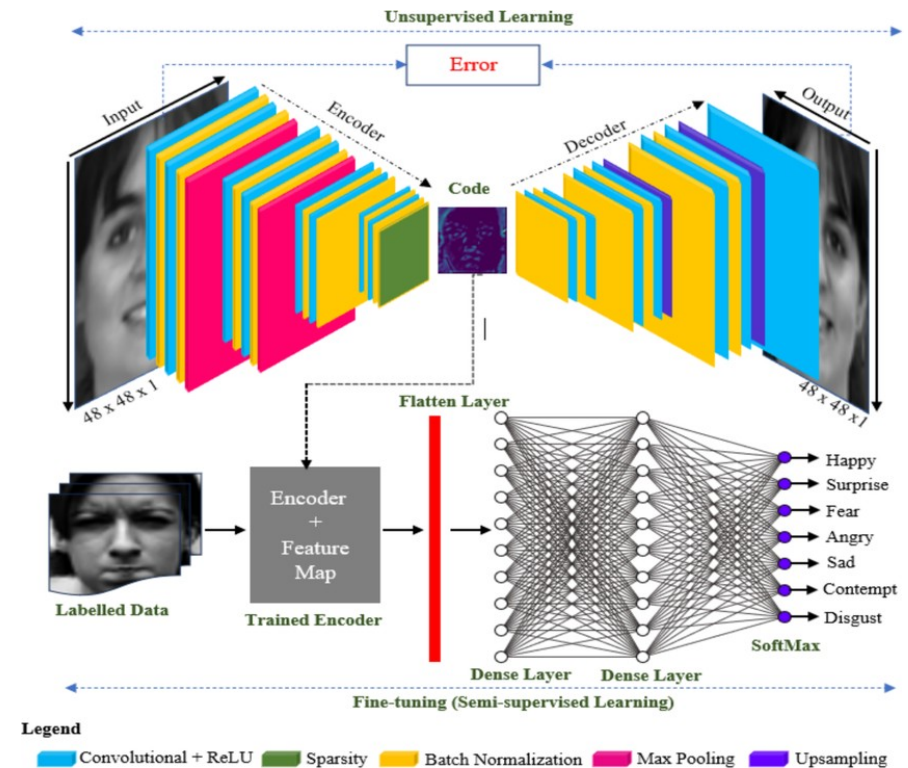 Unsupervised Learning
Error
Input
Encoder
Decoder
Output
Code
48 x 48 x 1
48 x 48 x1
Flatten Layer
Encoder
+
Feature
Map
Happy
Surprise
Fear
Angry
Sad
Contempt
Disgust
Labelled Data
Trained Encoder
SoftMax
Dense Layer
Dense Layer
Fine-tuning (Semi-supervised Learning)
Legend
Convolutional + ReLU
Sparsity
Batch Normalization
Max Pooling
Upsampling